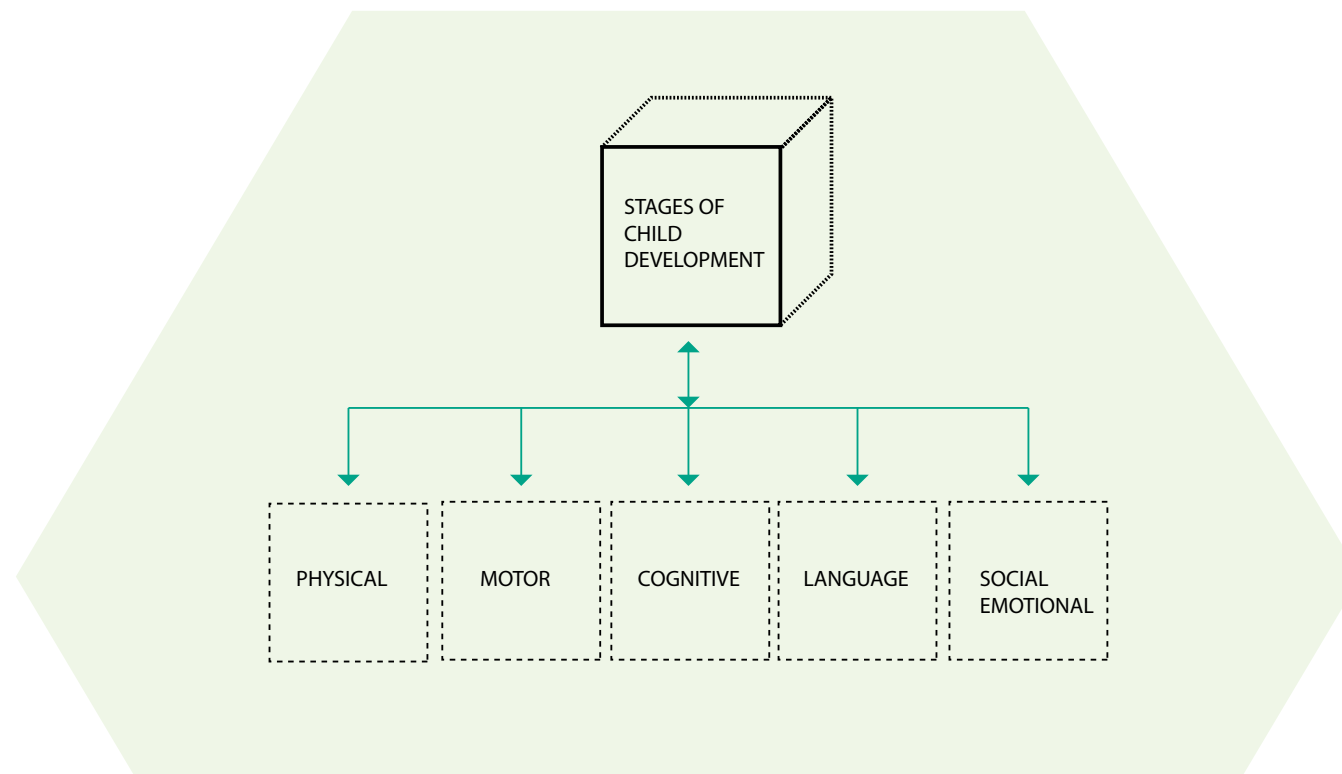 STAGES OF
CHILD
DEVELOPMENT
PHYSICAL
MOTOR
COGNITIVE
LANGUAGE
SOCIAL
EMOTIONAL